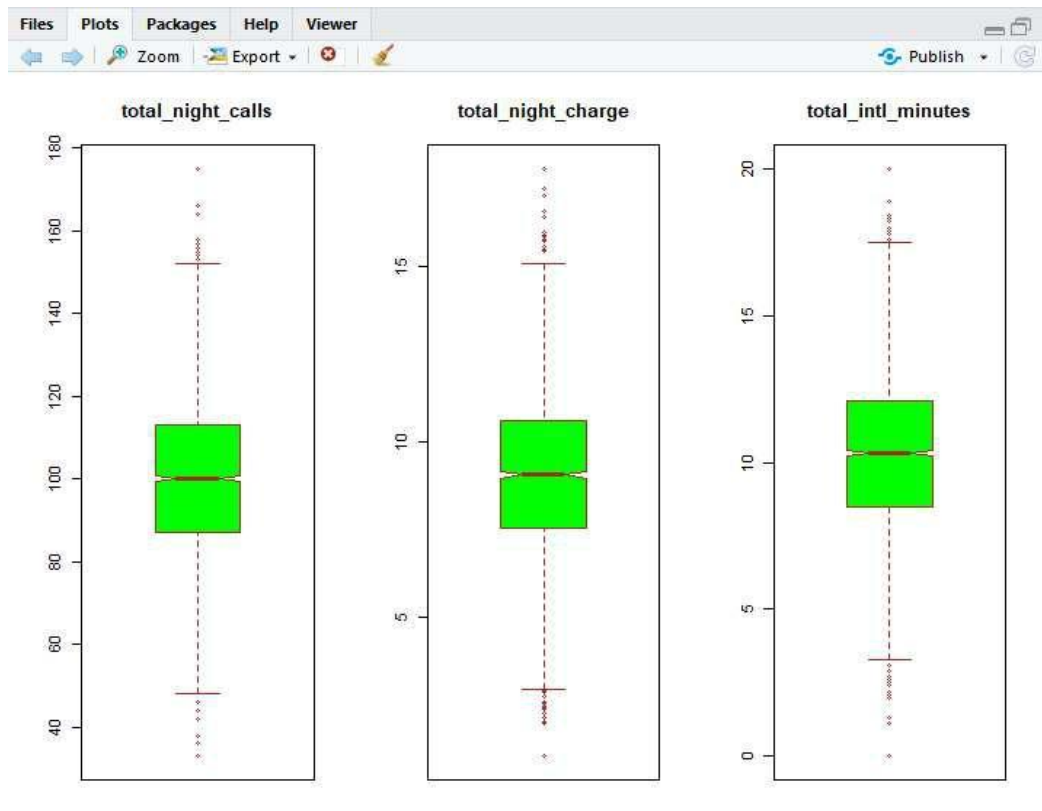 Files Plots Packages Help Viewer
Zoom Export Publish
total_night_calls total_night_charge total_intl_minutes
40 60 80 100 120 140 160 180
5 10 15
0 5 10 15 20